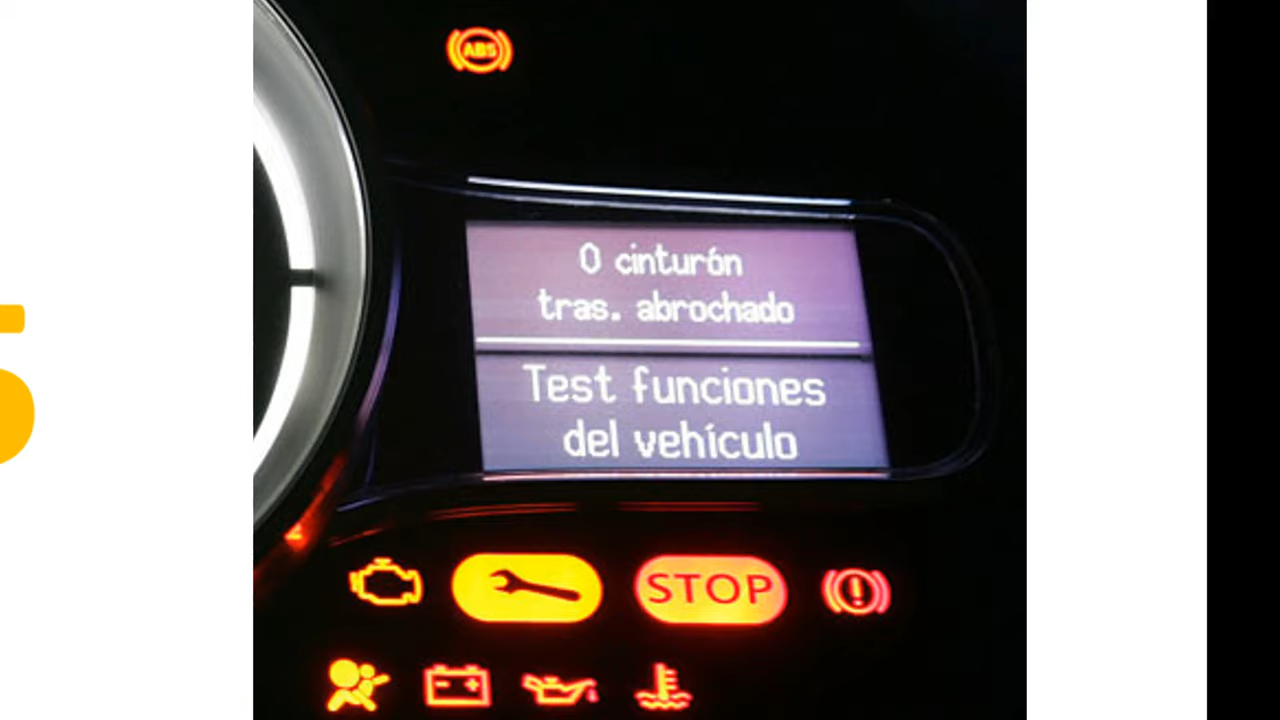 ABS
0 cinturón
tras. abrochado
Test funciones
del vehículo
STOP